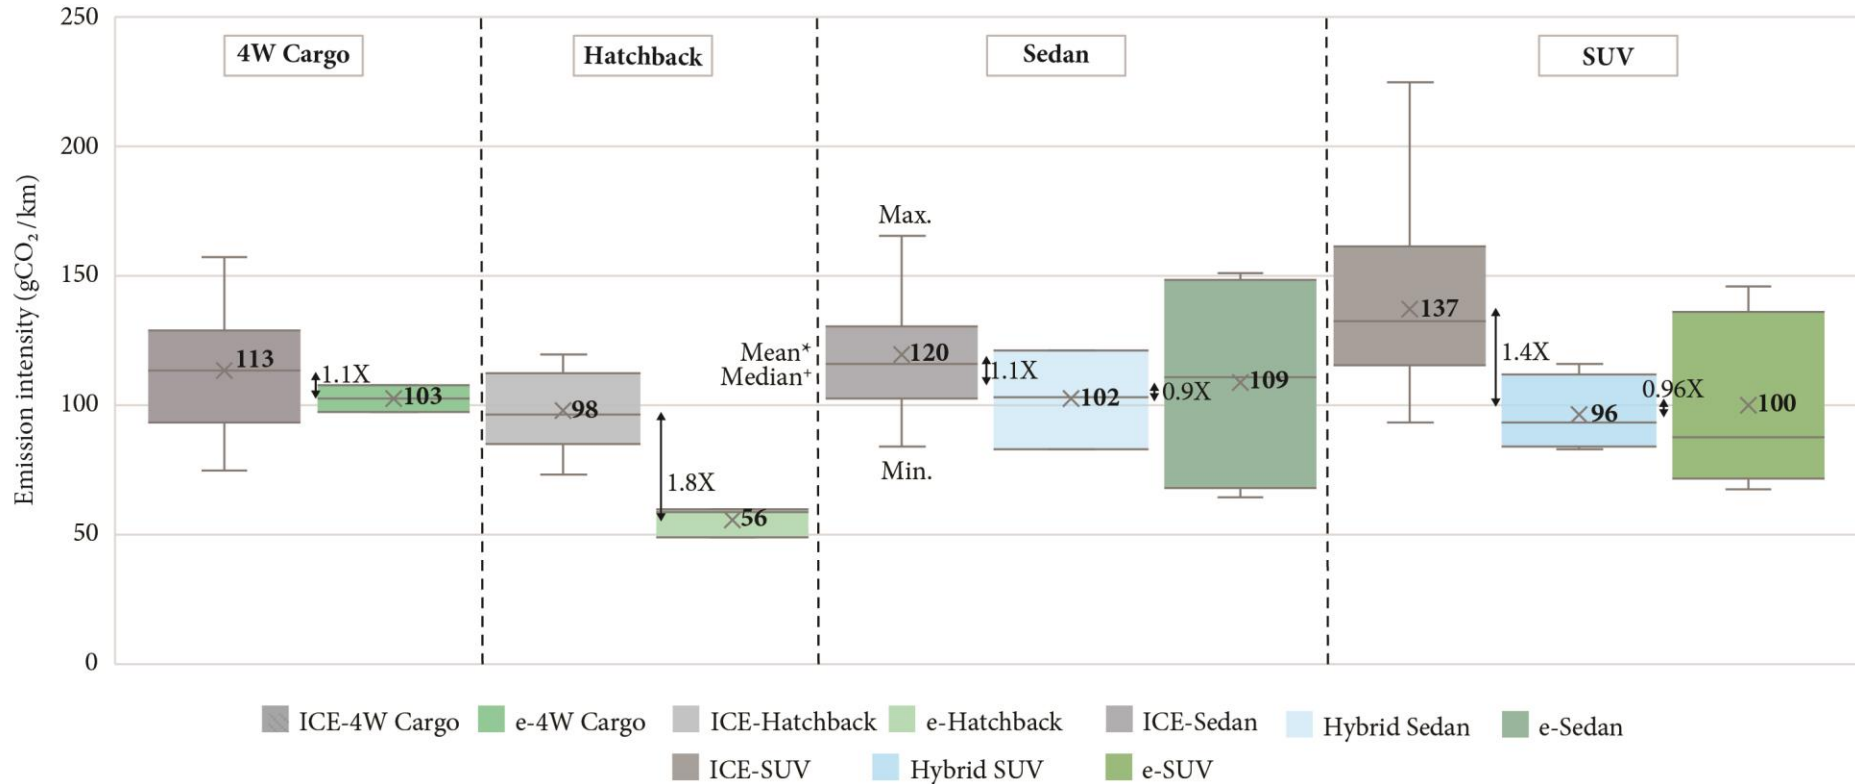 250
200
150
100
50
0
Emission intensity (gCO₂/km)
4W Cargo
Hatchback
Sedan
SUV
113
1.1X
103
98
1.8X
56
Max.
Mean*
Median⁺
Min.
120
1.1X
102
0.9X
109
137
1.4X
96
0.96X
100
ICE-4W Cargo e-4W Cargo ICE-Hatchback e-Hatchback ICE-Sedan Hybrid Sedan e-Sedan
ICE-SUV Hybrid SUV e-SUV